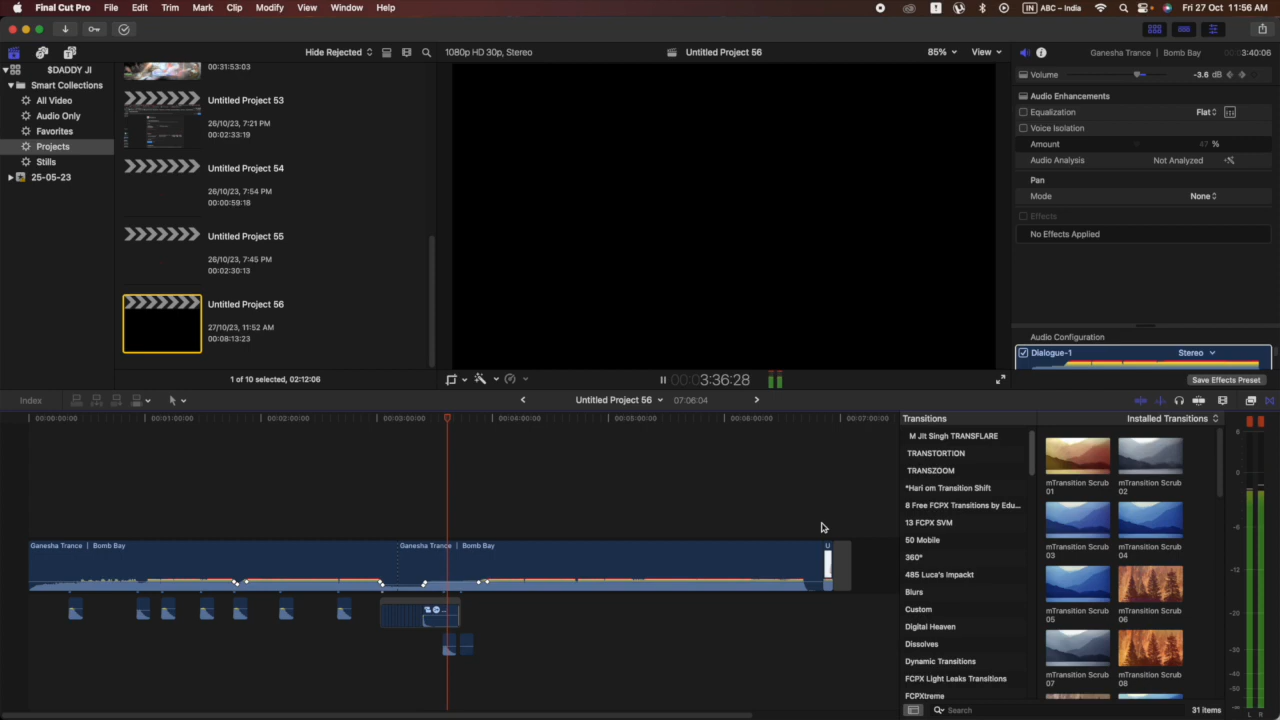 Final Cut Pro File Edit Trim Mark Clip Modify View Window Help
ABC – India Fri 27 Oct 11:56 AM
Hide Rejected
1080p HD 30p, Stereo
Untitled Project 56
85% View
Ganesha Trance | Bomb Bay
3:40:06
$DADDY JI
Smart Collections
All Video
Audio Only
Favorites
Projects
Stills
25-05-23
00:31:53:03
Untitled Project 53
26/10/23, 7:21 PM
00:02:33:19
Untitled Project 54
26/10/23, 7:54 PM
00:00:59:18
Untitled Project 55
26/10/23, 7:45 PM
00:02:30:13
Untitled Project 56
27/10/23, 11:52 AM
00:08:13:23
1 of 10 selected, 02:12:06
00:00:3:36:28
Volume -3.6 dB
Audio Enhancements
Equalization Flat
Voice Isolation
Amount 47 %
Audio Analysis Not Analyzed
Pan
Mode None
Effects
No Effects Applied
Audio Configuration
Dialogue-1 Stereo
Save Effects Preset
Index
Untitled Project 56
07:06:04
00:00:00:00 00:01:00:00 00:02:00:00 00:03:00:00 00:04:00:00 00:05:00:00 00:06:00:00 00:07:00:00
Ganesha Trance | Bomb Bay
Ganesha Trance | Bomb Bay
U
Transitions
Installed Transitions
M JIt Singh TRANSFLARE
TRANSTORTION
TRANSZOOM
*Hari om Transition Shift
8 Free FCPX Transitions by Edu...
13 FCPX SVM
50 Mobile
360°
485 Luca's Impackt
Blurs
Custom
Digital Heaven
Dissolves
Dynamic Transitions
FCPX Light Leaks Transitions
FCPXtreme
mTransition Scrub 01
mTransition Scrub 02
mTransition Scrub 03
mTransition Scrub 04
mTransition Scrub 05
mTransition Scrub 06
mTransition Scrub 07
mTransition Scrub 08
Search
31 items
6
0
-6
-12
-20
-30
-40
-50
L R